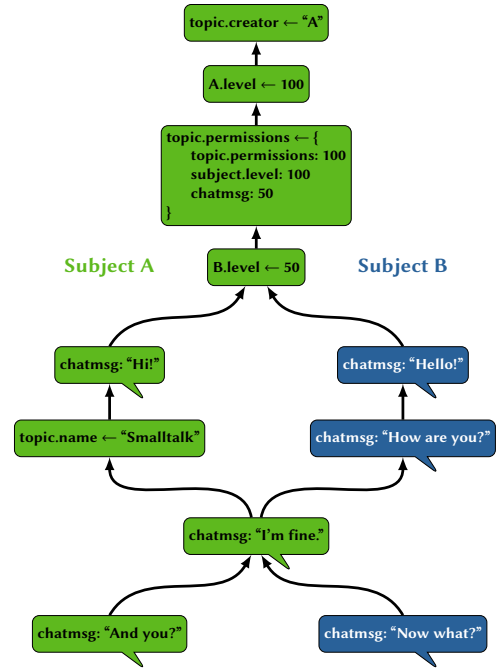 topic.creator ← “A”
A.level ← 100
topic.permissions ← {
topic.permissions: 100
subject.level: 100
chatmsg: 50
}
Subject A
B.level ← 50
Subject B
chatmsg: “Hi!”
chatmsg: “Hello!”
topic.name ← “Smalltalk”
chatmsg: “How are you?”
chatmsg: “I’m fine.”
chatmsg: “And you?”
chatmsg: “Now what?”